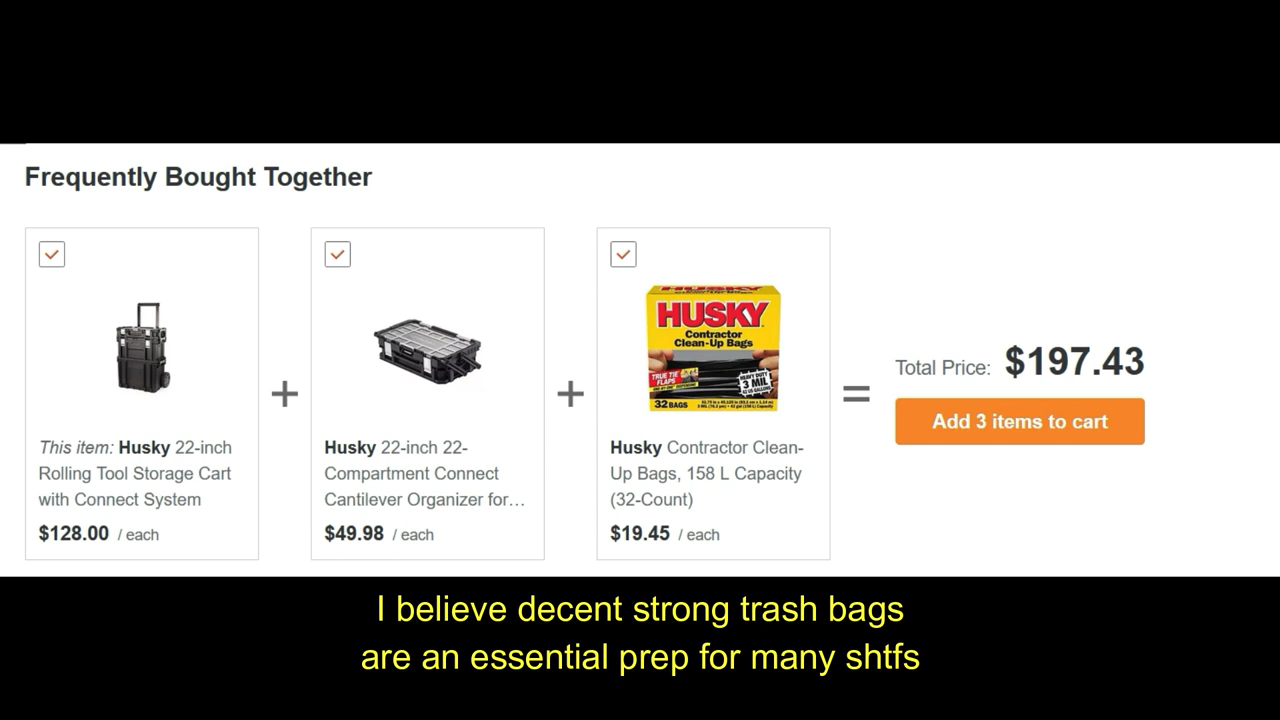 Frequently Bought Together
This item: Husky 22-inch
Rolling Tool Storage Cart
with Connect System
$128.00 / each
+
Husky 22-inch 22-
Compartment Connect
Cantilever Organizer for…
$49.98 / each
+
HUSKY
Contractor
Clean-Up Bags
TRUE TIE
FLAPS
HEAVY DUTY
3 MIL
32 BAGS
Husky Contractor Clean-
Up Bags, 158 L Capacity
(32-Count)
$19.45 / each
=
Total Price: $197.43
Add 3 items to cart
I believe decent strong trash bags
are an essential prep for many shtfs